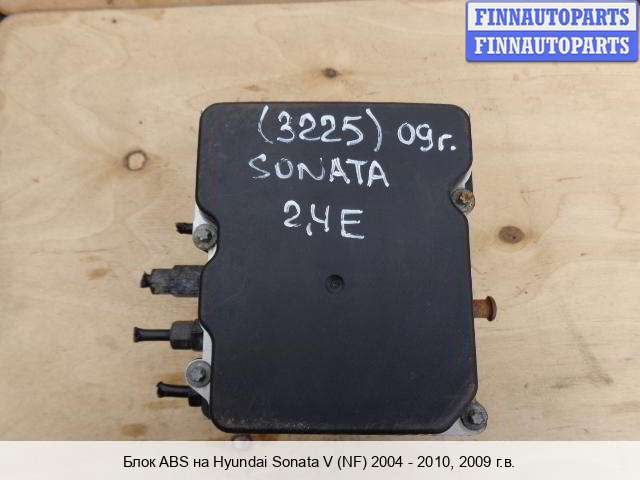 FINNAUTOPARTS
FINNAUTOPARTS
(3225) 09г.
SONATA
2,4E
Блок ABS на Hyundai Sonata V (NF) 2004 - 2010, 2009 г.в.